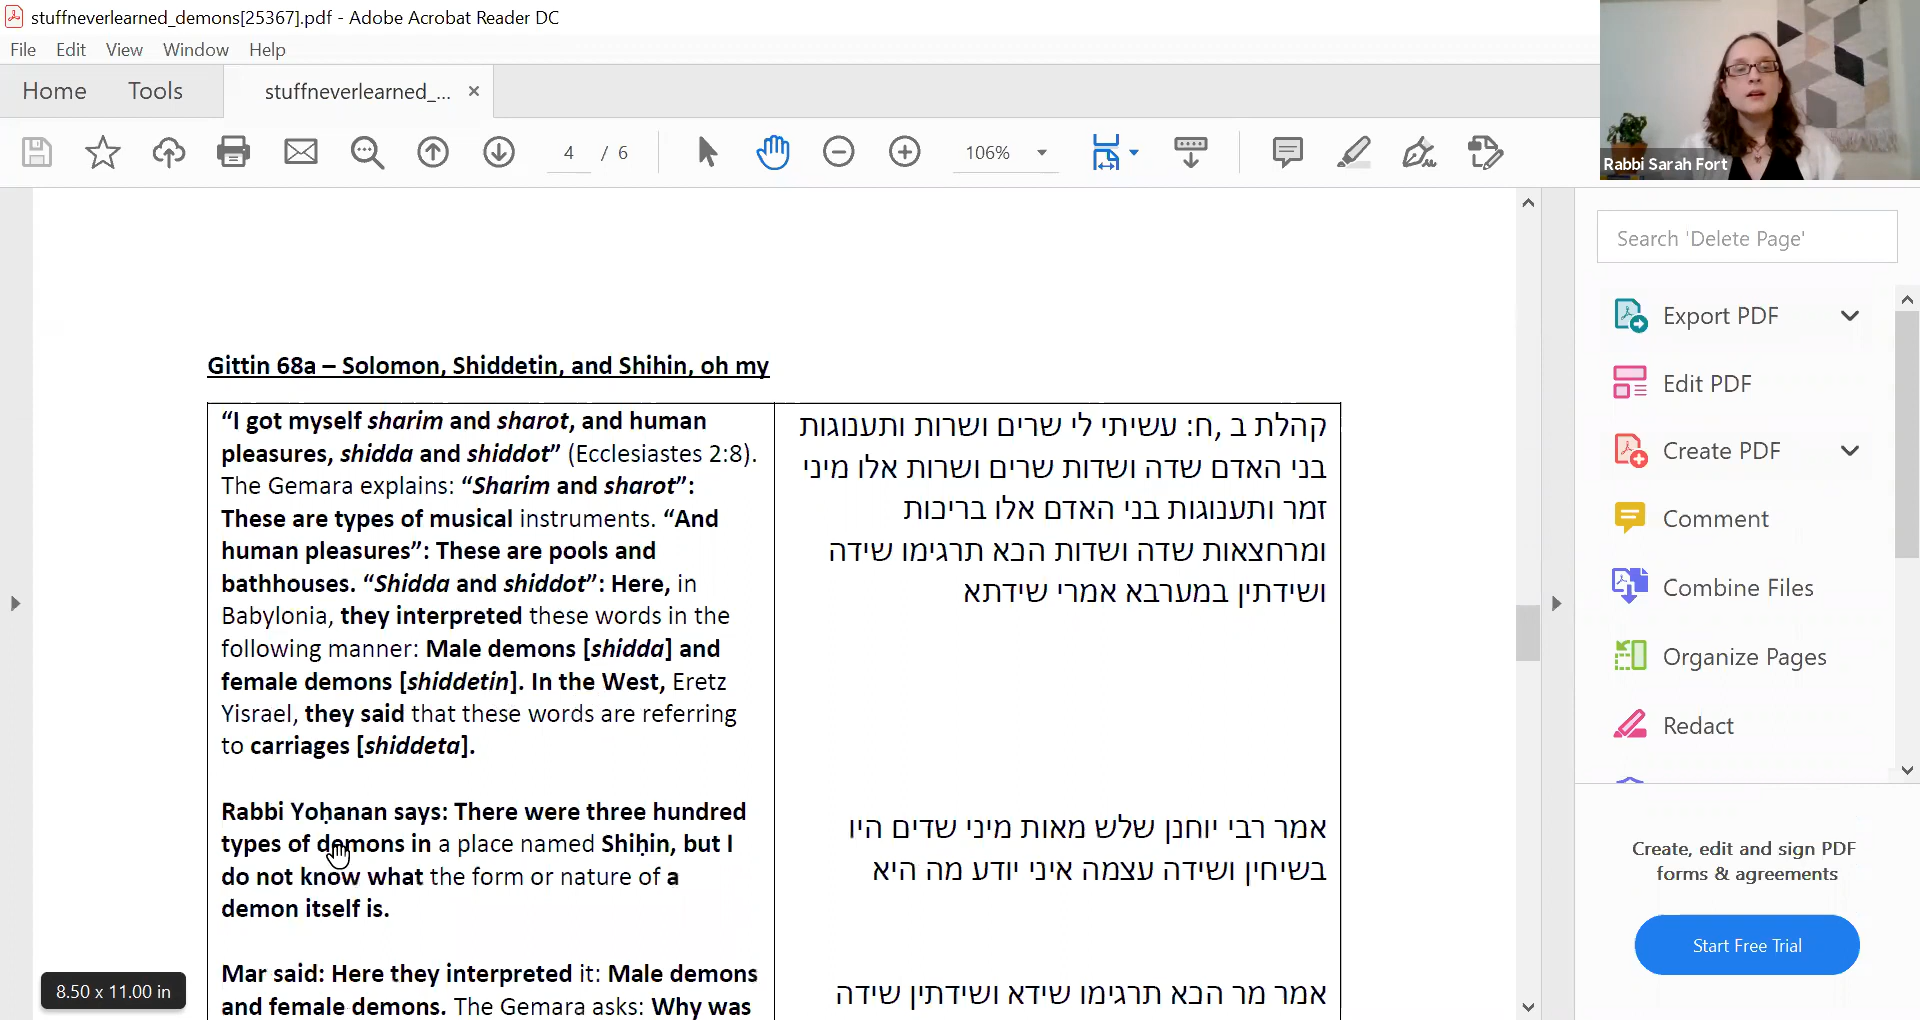 stuffneverlearned_demons[25367].pdf - Adobe Acrobat Reader DC
File Edit View Window Help
Home Tools stuffneverlearned_... ×
4 / 6 106%
Rabbi Sarah Fort
Search 'Delete Page'
Export PDF
Edit PDF
Create PDF
Comment
Combine Files
Organize Pages
Redact
Create, edit and sign PDF
forms & agreements
Start Free Trial
Gittin 68a – Solomon, Shiddetin, and Shihin, oh my
“I got myself sharim and sharot, and human
pleasures, shidda and shiddot” (Ecclesiastes 2:8).
The Gemara explains: “Sharim and sharot”:
These are types of musical instruments. “And
human pleasures”: These are pools and
bathhouses. “Shidda and shiddot”: Here, in
Babylonia, they interpreted these words in the
following manner: Male demons [shidda] and
female demons [shiddetin]. In the West, Eretz
Yisrael, they said that these words are referring
to carriages [shiddeta].
Rabbi Yoḥanan says: There were three hundred
types of demons in a place named Shiḥin, but I
do not know what the form or nature of a
demon itself is.
Mar said: Here they interpreted it: Male demons
and female demons. The Gemara asks: Why was
קהלת ב ,ח: עשיתי לי שרים ושרות ותענוגות
בני האדם שדה ושדות שרים ושרות אלו מיני
זמר ותענוגות בני האדם אלו בריכות
ומרחצאות שדה ושדות הכא תרגימו שידה
ושידתין במערבא אמרי שידתא
אמר רבי יוחנן שלש מאות מיני שדים היו
בשיחין ושידה עצמה איני יודע מה היא
אמר מר הכא תרגימו שידא ושידתין שידה
8.50 x 11.00 in